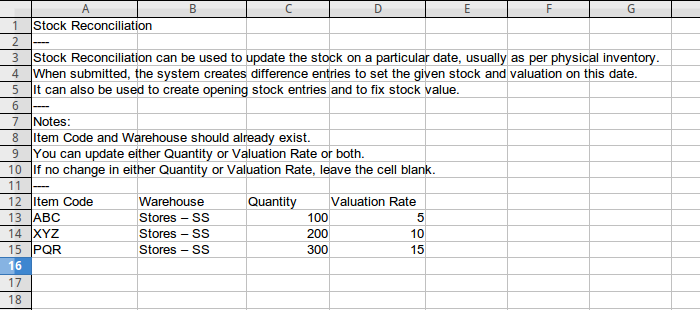 A B C D E F G
1 Stock Reconciliation
2 ----
3 Stock Reconciliation can be used to update the stock on a particular date, usually as per physical inventory.
4 When submitted, the system creates difference entries to set the given stock and valuation on this date.
5 It can also be used to create opening stock entries and to fix stock value.
6 ----
7 Notes:
8 Item Code and Warehouse should already exist.
9 You can update either Quantity or Valuation Rate or both.
10 If no change in either Quantity or Valuation Rate, leave the cell blank.
11 ----
12 Item Code Warehouse Quantity Valuation Rate
13 ABC Stores – SS 100 5
14 XYZ Stores – SS 200 10
15 PQR Stores – SS 300 15
16
17
18